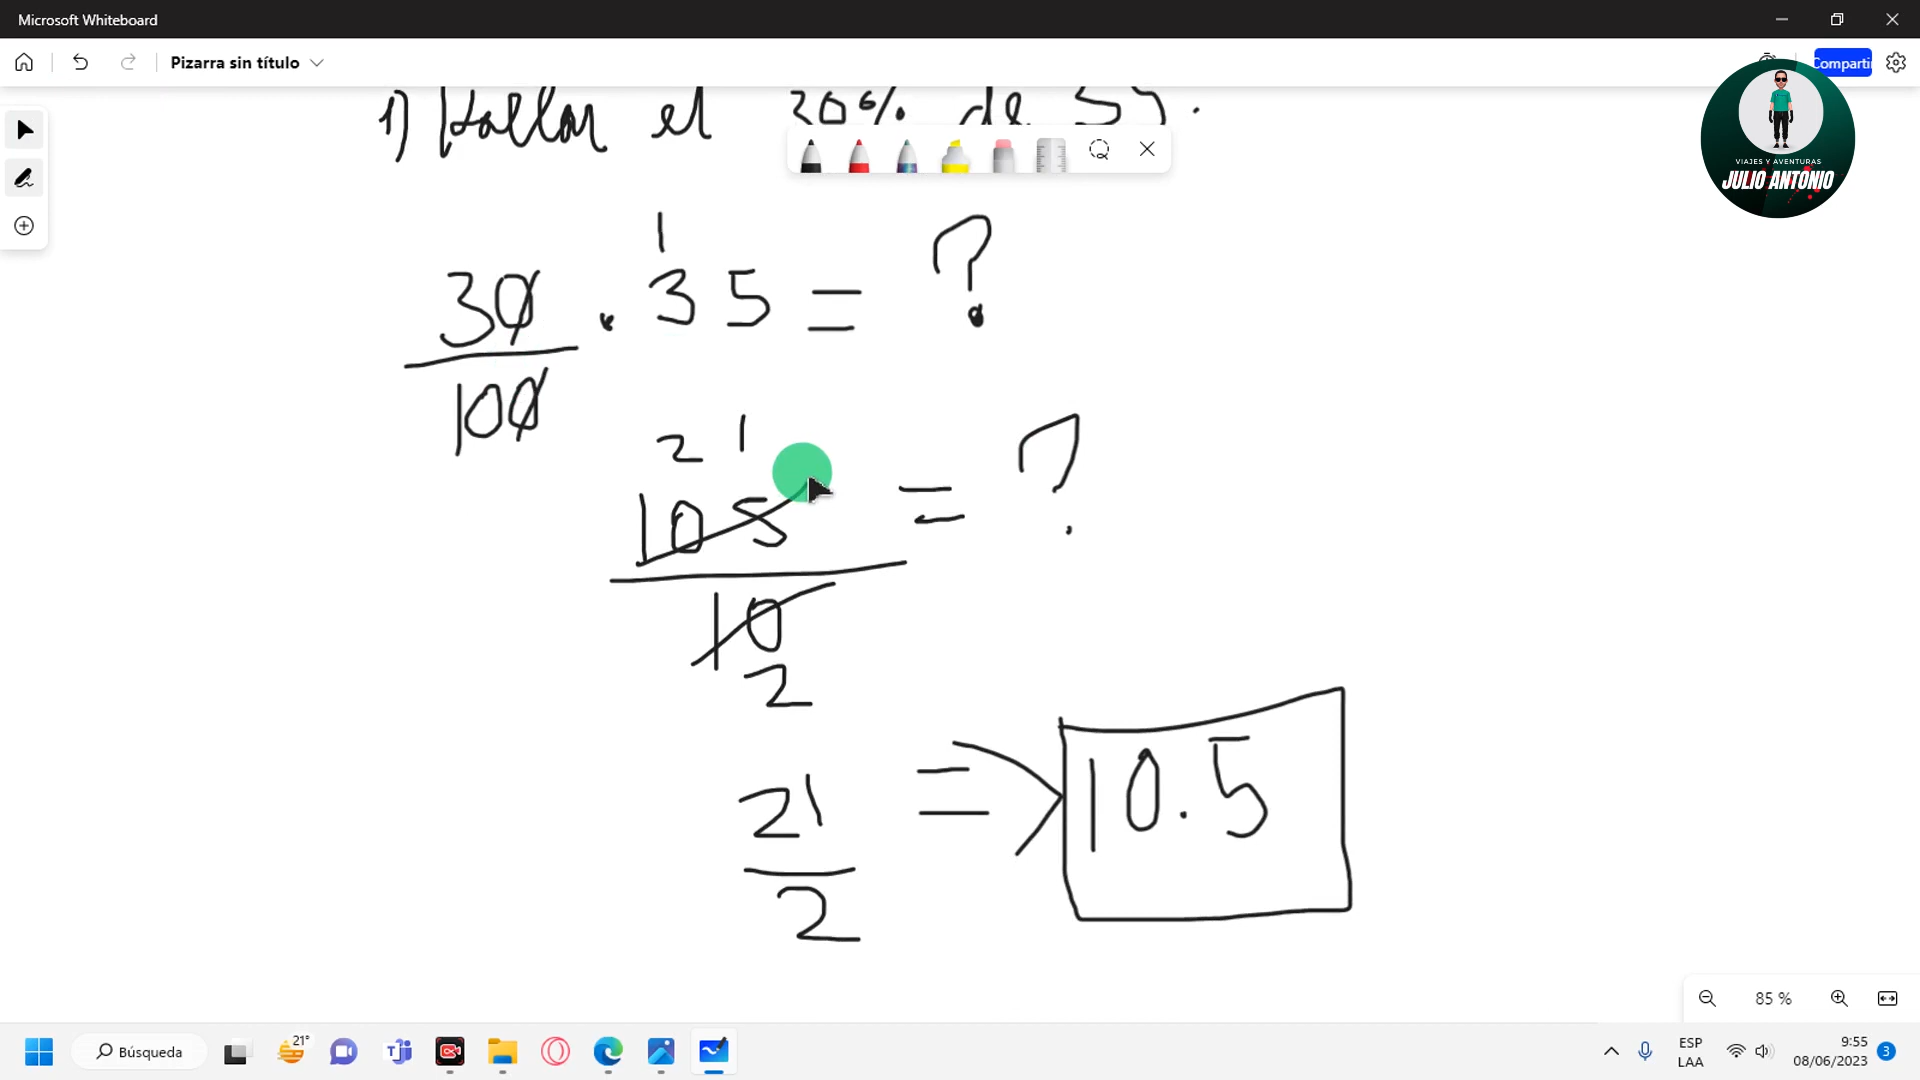 Microsoft Whiteboard
Pizarra sin título
Comparti
VIAJES Y AVENTURAS
JULIO ANTONIO
1) Hallar el 30% de 35.
1
30 . 35 = ?
100
2 1
105 = ?
10
2
21 => 10.5
2
85 %
Búsqueda
21°
ESP
LAA
9:55
08/06/2023
3